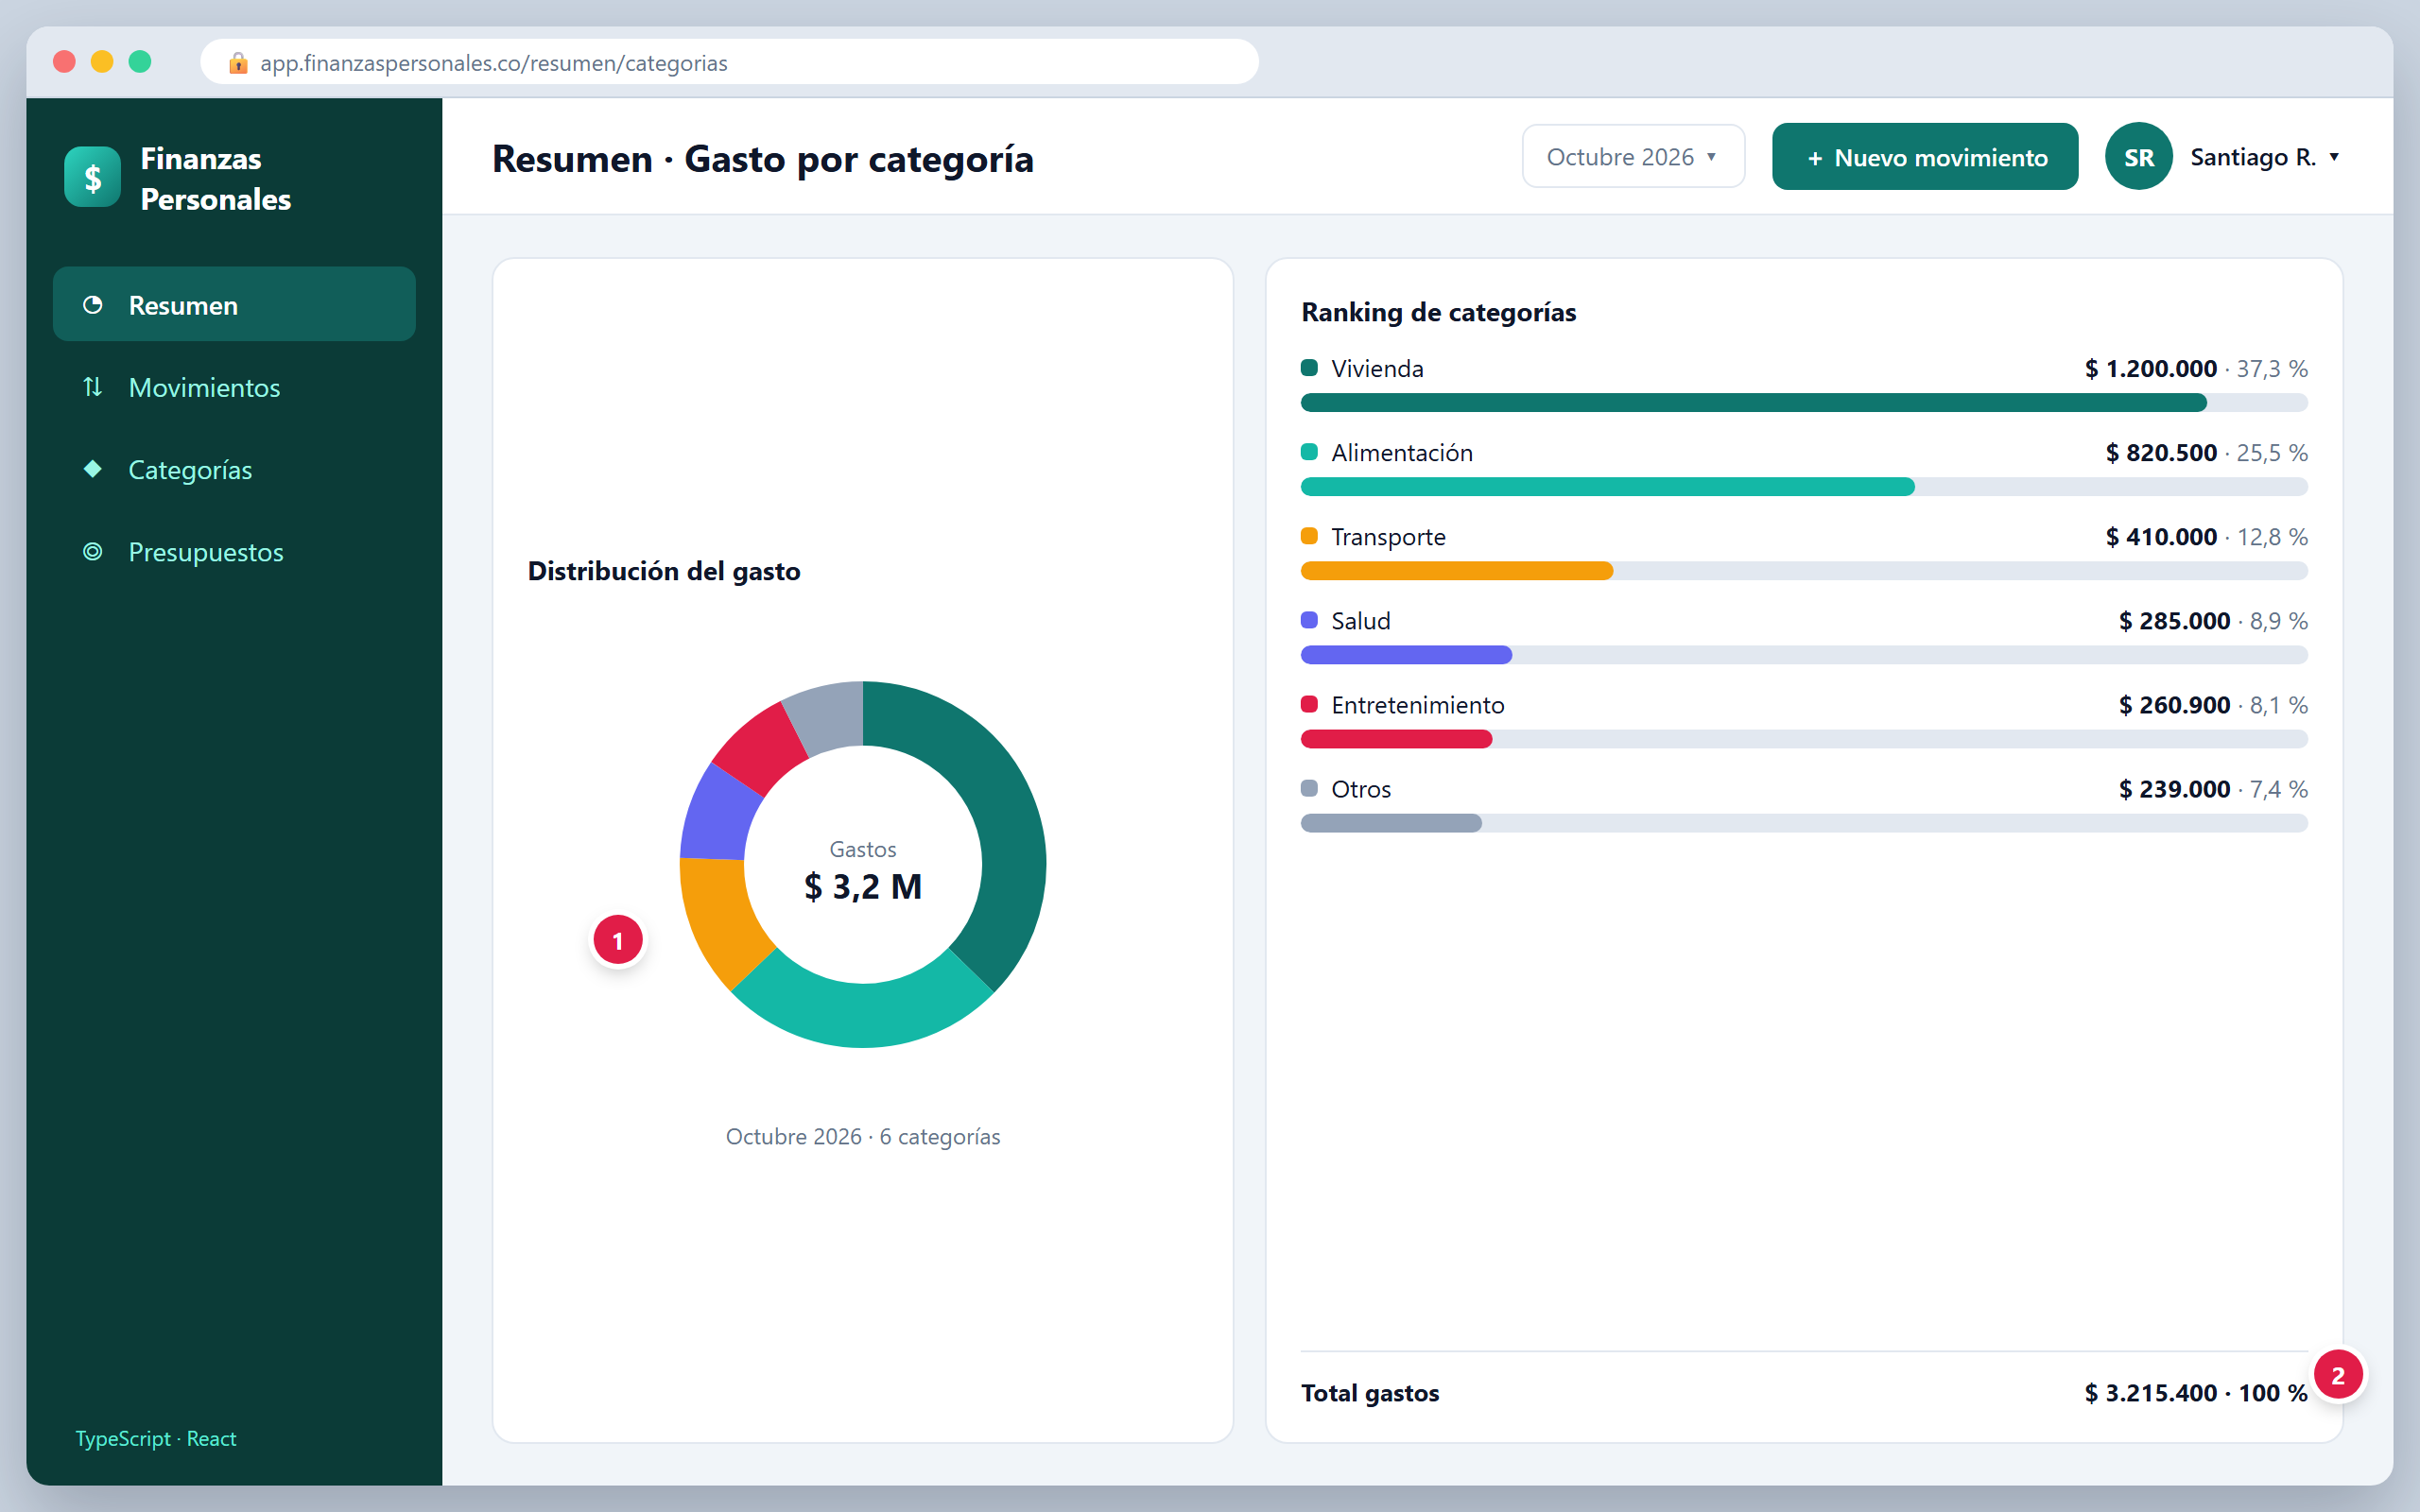 app.finanzaspersonales.co/resumen/categorias
$
Finanzas
Personales
Resumen
Movimientos
Categorías
Presupuestos
TypeScript · React
Resumen · Gasto por categoría
Octubre 2026 ▾
+ Nuevo movimiento
SR
Santiago R. ▾
Distribución del gasto
Gastos
$ 3,2 M
1
Octubre 2026 · 6 categorías
Ranking de categorías
Vivienda $ 1.200.000 · 37,3 %
Alimentación $ 820.500 · 25,5 %
Transporte $ 410.000 · 12,8 %
Salud $ 285.000 · 8,9 %
Entretenimiento $ 260.900 · 8,1 %
Otros $ 239.000 · 7,4 %
Total gastos $ 3.215.400 · 100 %
2